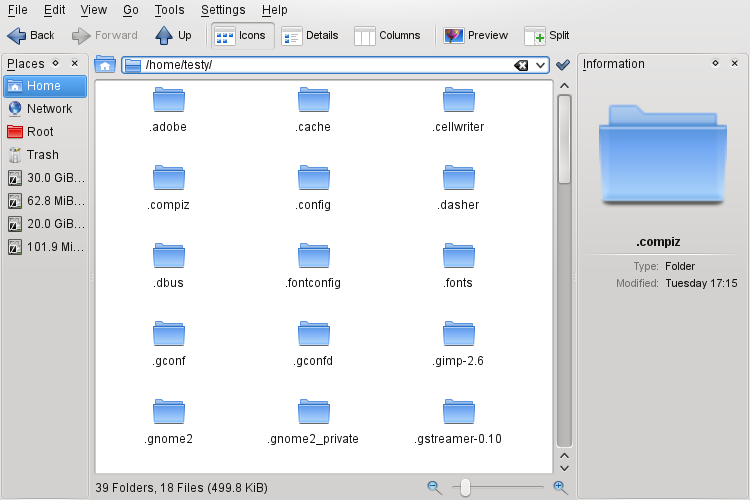 File Edit View Go Tools Settings Help
Back Forward Up Icons Details Columns Preview Split
Places
Home
Network
Root
Trash
30.0 GiB...
62.8 MiB...
20.0 GiB...
101.9 Mi...
/home/testy/
.adobe .cache .cellwriter
.compiz .config .dasher
.dbus .fontconfig .fonts
.gconf .gconfd .gimp-2.6
.gnome2 .gnome2_private .gstreamer-0.10
39 Folders, 18 Files (499.8 KiB)
Information
.compiz
Type: Folder
Modified: Tuesday 17:15